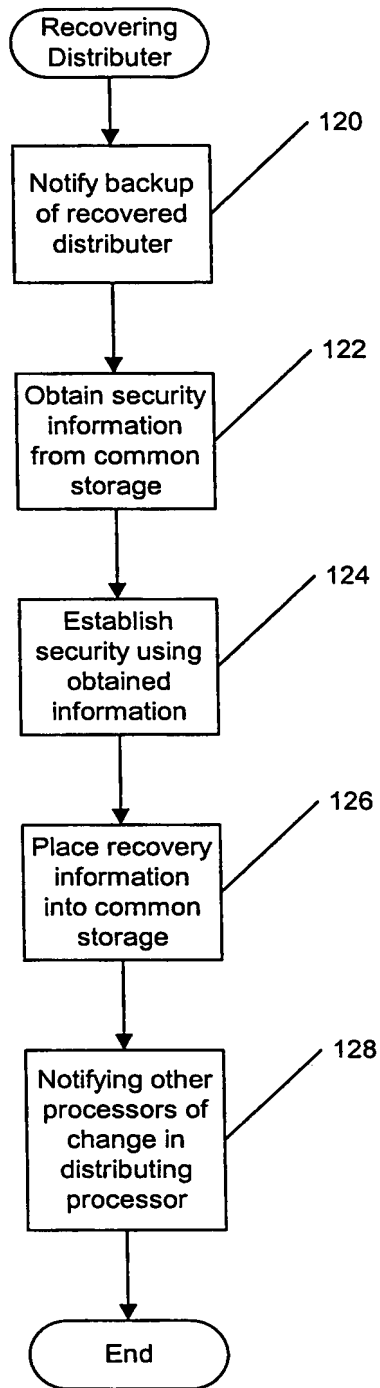 Recovering
Distributer
120
Notify backup
of recovered
distributer
122
Obtain security
information
from common
storage
124
Establish
security using
obtained
information
126
Place recovery
information
into common
storage
128
Notifying other
processors of
change in
distributing
processor
End